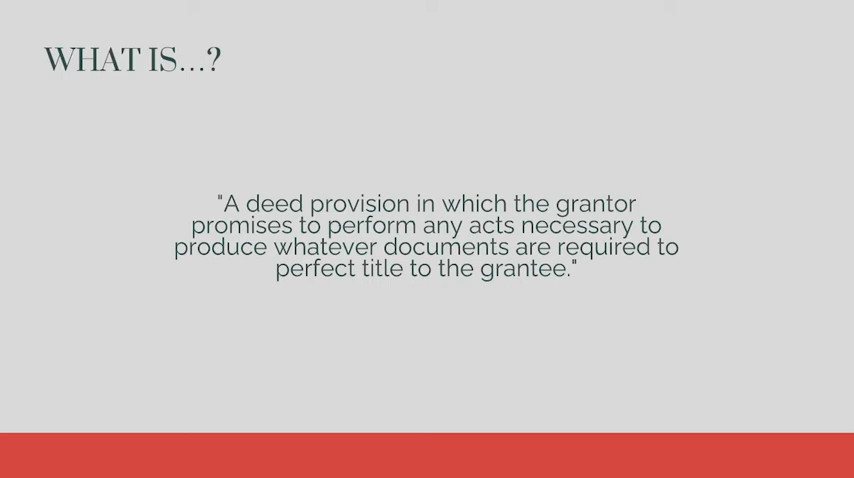 WHAT IS...?
"A deed provision in which the grantor
promises to perform any acts necessary to
produce whatever documents are required to
perfect title to the grantee."